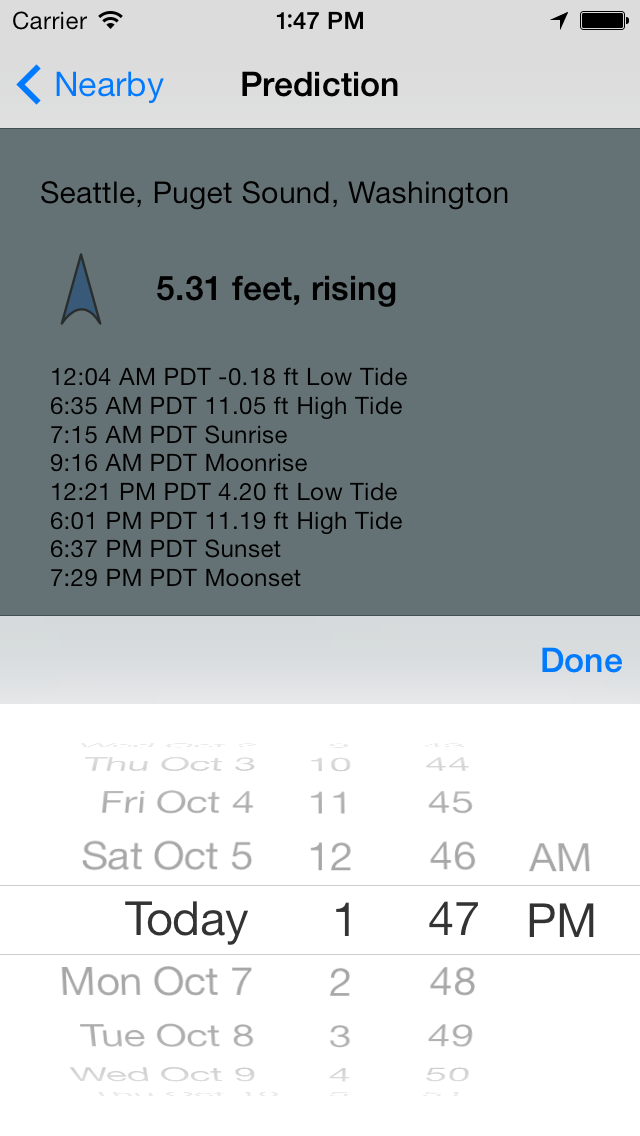 Carrier 1:47 PM
Nearby Prediction
Seattle, Puget Sound, Washington
5.31 feet, rising
12:04 AM PDT -0.18 ft Low Tide
6:35 AM PDT 11.05 ft High Tide
7:15 AM PDT Sunrise
9:16 AM PDT Moonrise
12:21 PM PDT 4.20 ft Low Tide
6:01 PM PDT 11.19 ft High Tide
6:37 PM PDT Sunset
7:29 PM PDT Moonset
Done
Thu Oct 3 10 44
Fri Oct 4 11 45
Sat Oct 5 12 46 AM
Today 1 47 PM
Mon Oct 7 2 48
Tue Oct 8 3 49
Wed Oct 9 4 50